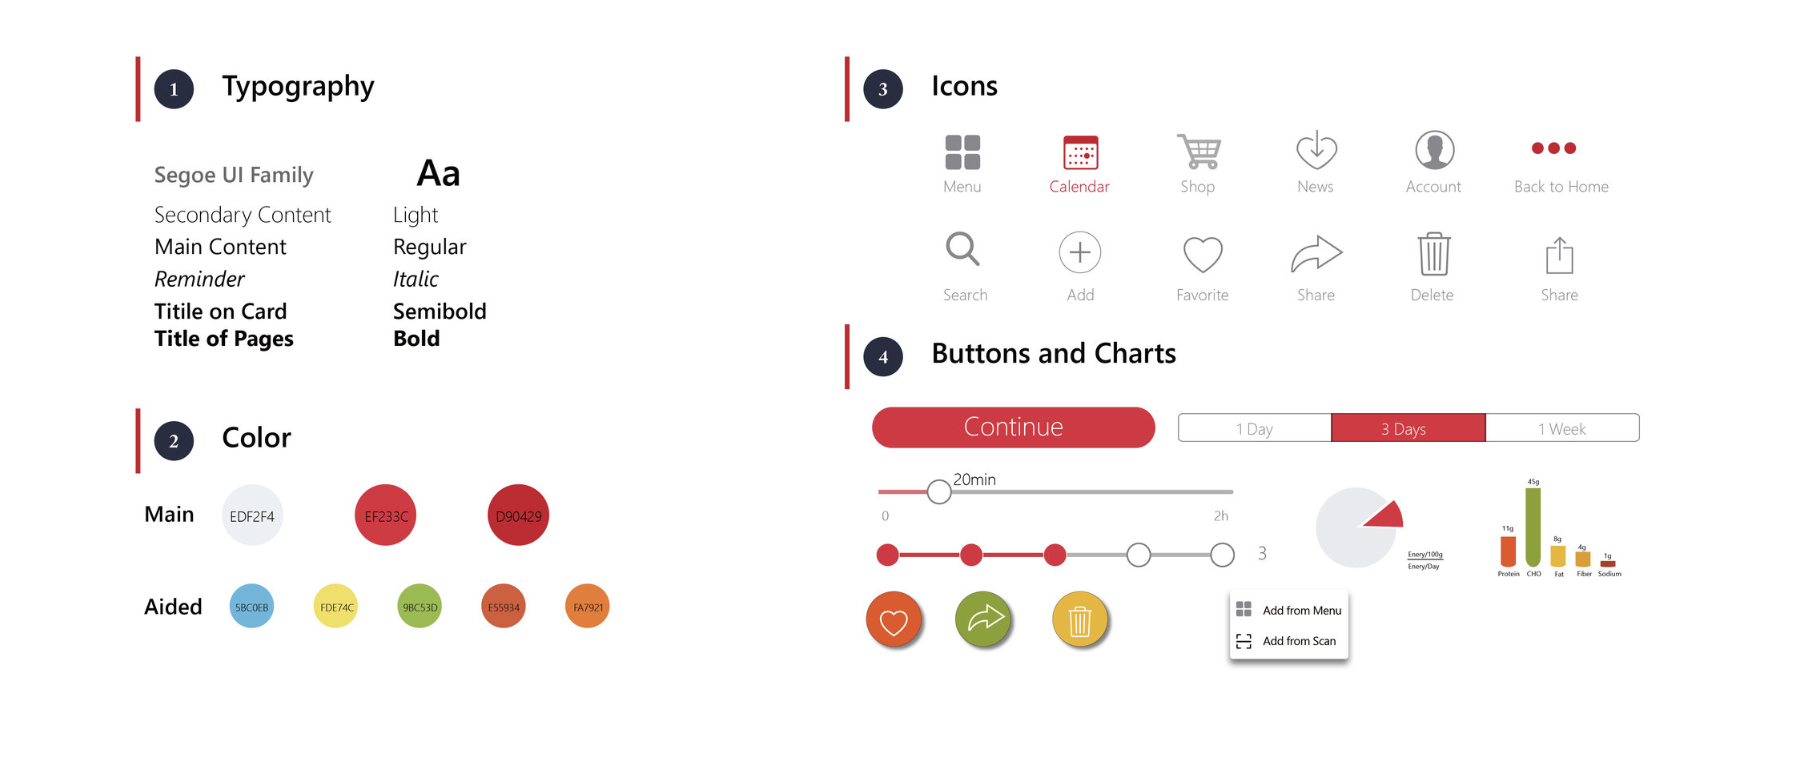 1 Typography
Segoe UI Family Aa
Secondary Content Light
Main Content Regular
Reminder Italic
Titile on Card Semibold
Title of Pages Bold
2 Color
Main EDF2F4 EF233C D90429
Aided 5BC0EB FDE74C 9BC53D E55934 FA7921
3 Icons
Menu Calendar Shop News Account Back to Home
Search Add Favorite Share Delete Share
4 Buttons and Charts
Continue
1 Day 3 Days 1 Week
20min
0 2h
3
Enery/100g
Enery/Day
45g
11g
8g
4g
1g
Protein CHO Fat Fiber Sodium
Add from Menu
Add from Scan